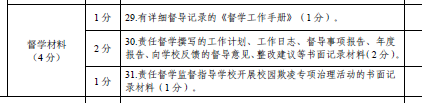 督学材料
（4分）
1分
29.有详细督导记录的《督学工作手册》（1分）。
2分
30.责任督学撰写的工作计划、工作日志、督导事项报告、年度
报告、向学校反馈的督导意见、整改建议等书面记录材料(2分）。
1分
31.责任督学监督指导学校开展校园欺凌专项治理活动的书面记
录材料（1分）。